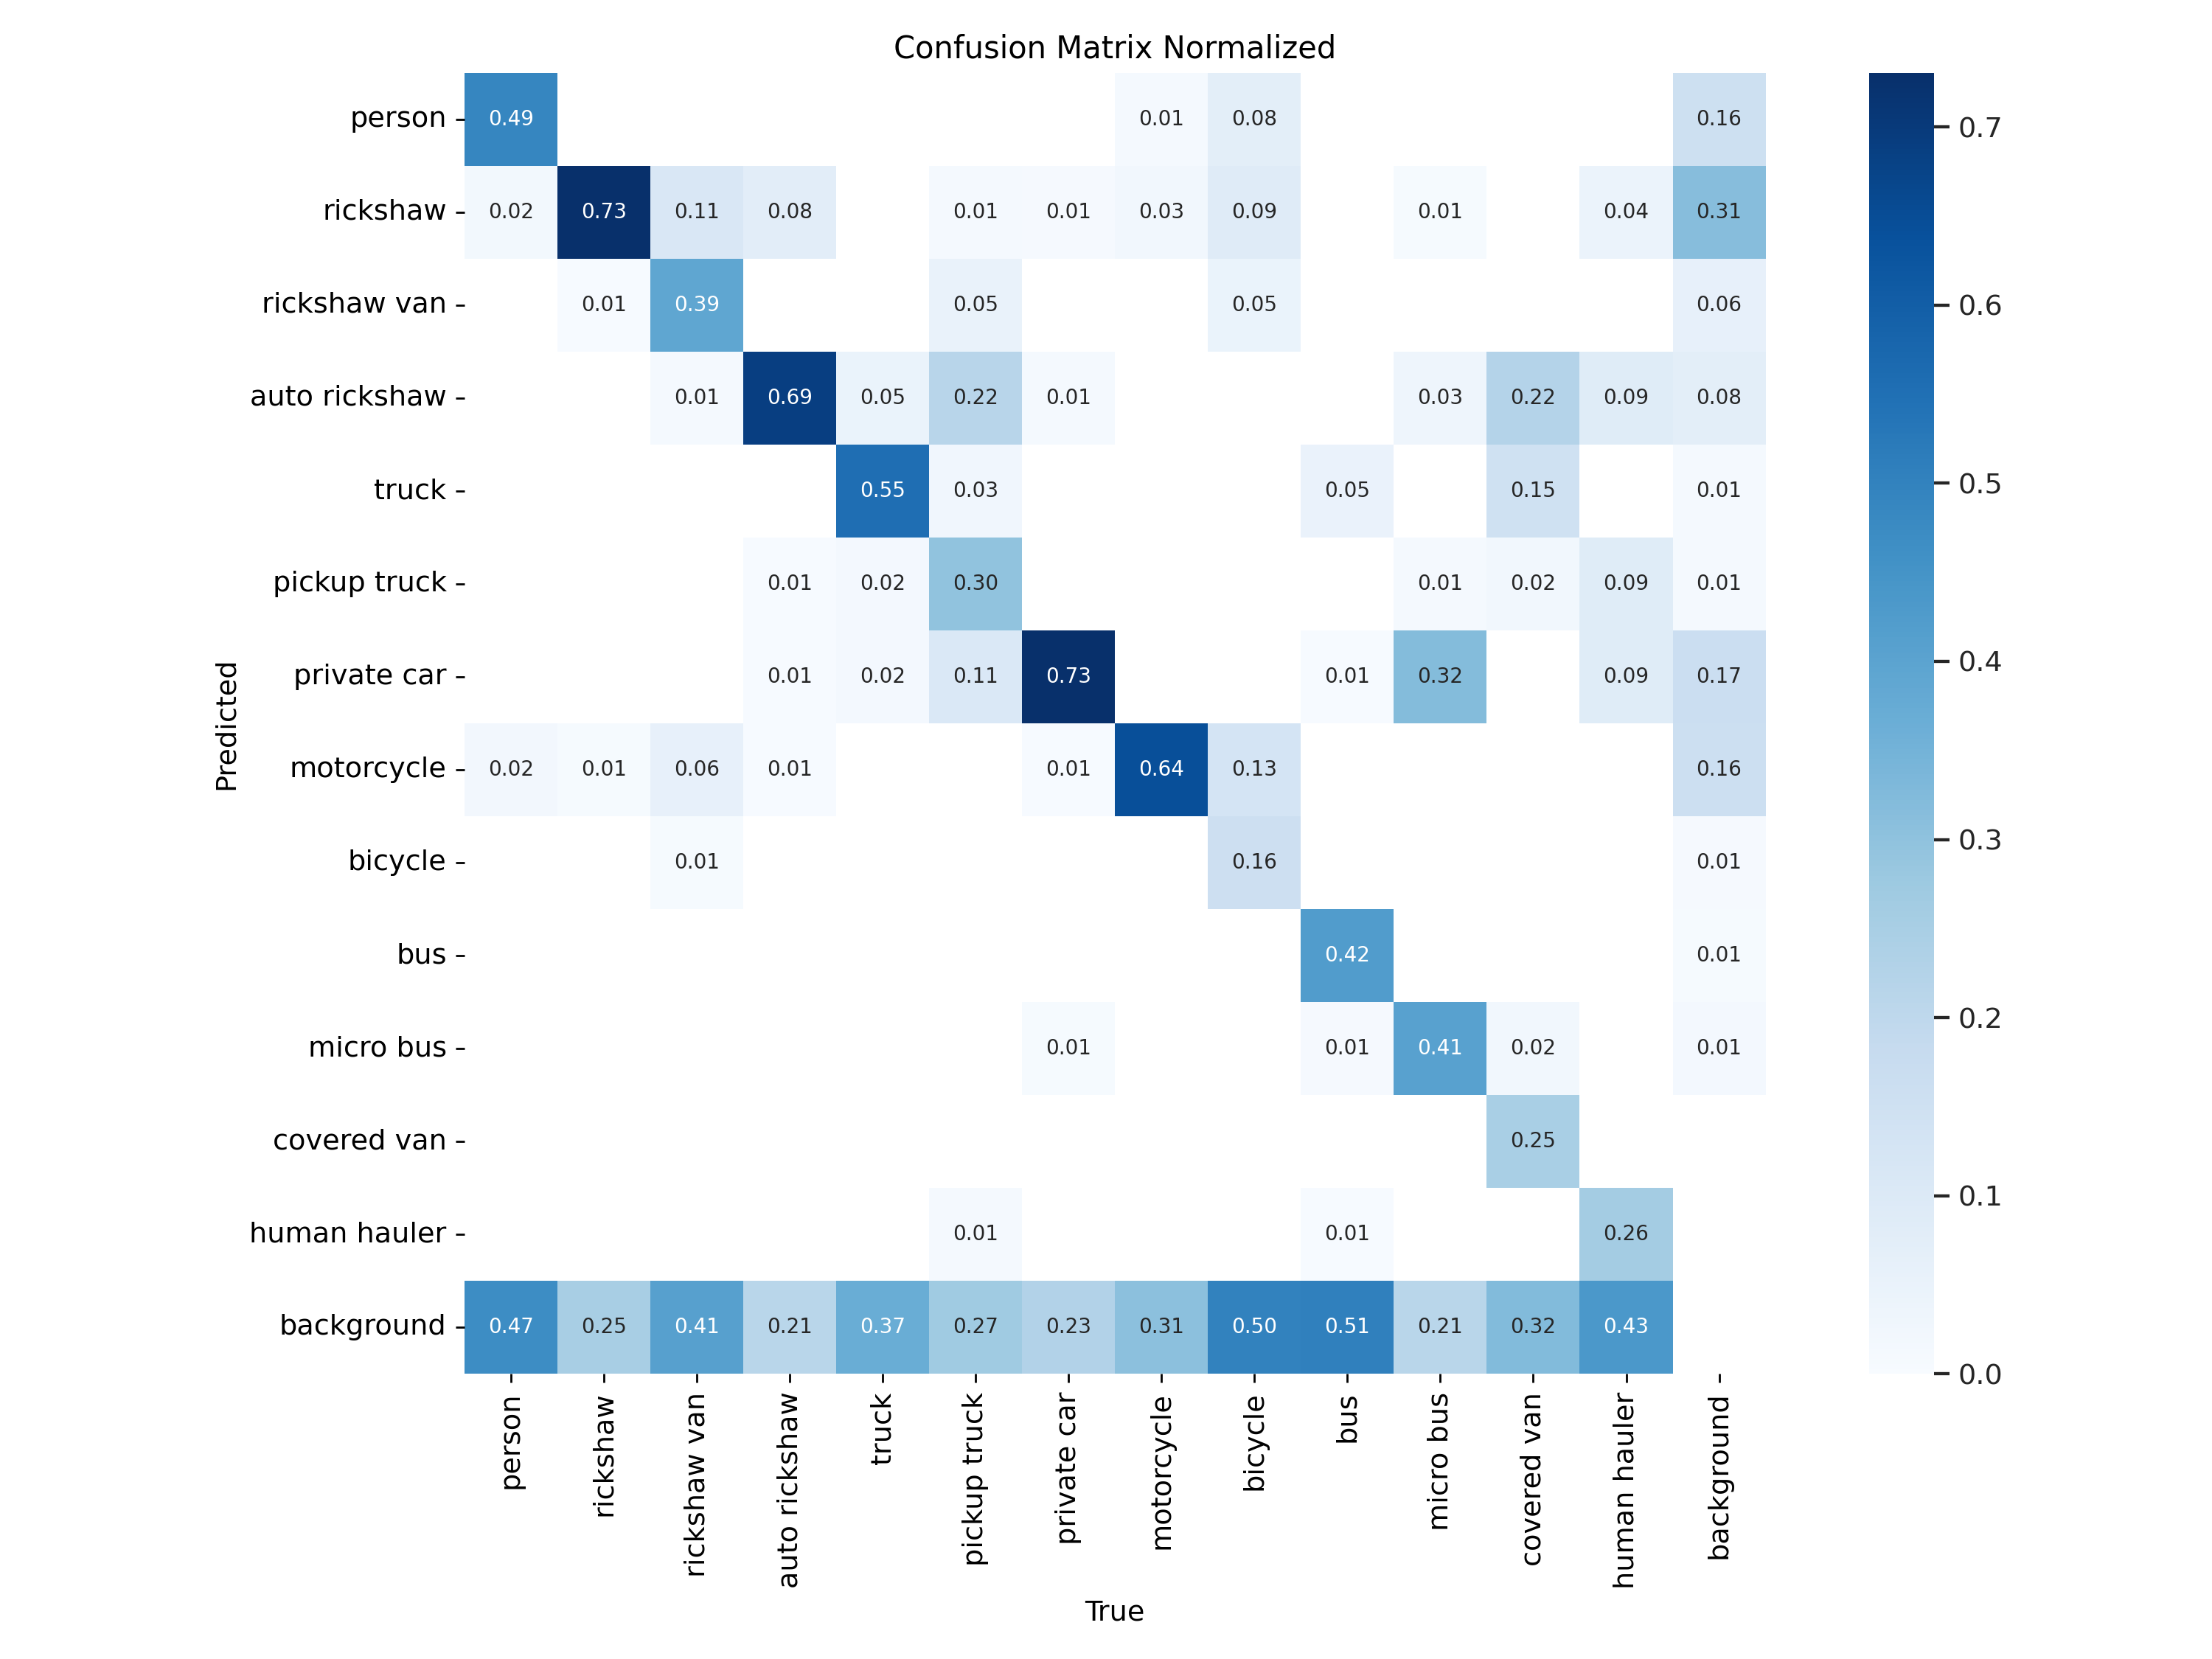 Confusion Matrix Normalized
person 0.49 0.01 0.08 0.16
rickshaw 0.02 0.73 0.11 0.08 0.01 0.01 0.03 0.09 0.01 0.04 0.31
rickshaw van 0.01 0.39 0.05 0.05 0.06
auto rickshaw 0.01 0.69 0.05 0.22 0.01 0.03 0.22 0.09 0.08
truck 0.55 0.03 0.05 0.15 0.01
pickup truck 0.01 0.02 0.30 0.01 0.02 0.09 0.01
private car 0.01 0.02 0.11 0.73 0.01 0.32 0.09 0.17
motorcycle 0.02 0.01 0.06 0.01 0.01 0.64 0.13 0.16
bicycle 0.01 0.16 0.01
bus 0.42 0.01
micro bus 0.01 0.01 0.41 0.02 0.01
covered van 0.25
human hauler 0.01 0.01 0.26
background 0.47 0.25 0.41 0.21 0.37 0.27 0.23 0.31 0.50 0.51 0.21 0.32 0.43
Predicted
person
rickshaw
rickshaw van
auto rickshaw
truck
pickup truck
private car
motorcycle
bicycle
bus
micro bus
covered van
human hauler
background
True
0.7
0.6
0.5
0.4
0.3
0.2
0.1
0.0